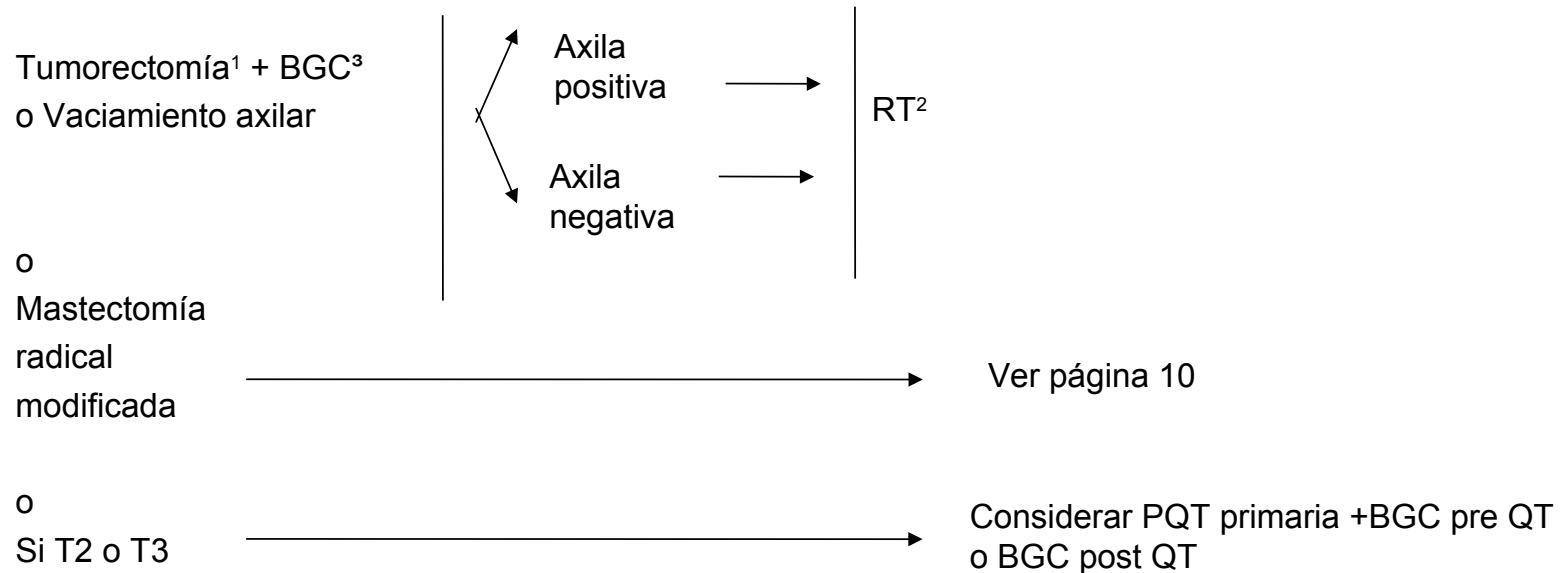 Tumorectomía¹ + BGC³
o Vaciamiento axilar
Axila
positiva
Axila
negativa
RT²
o
Mastectomía
radical
modificada
Ver página 10
o
Si T2 o T3
Considerar PQT primaria +BGC pre QT
o BGC post QT